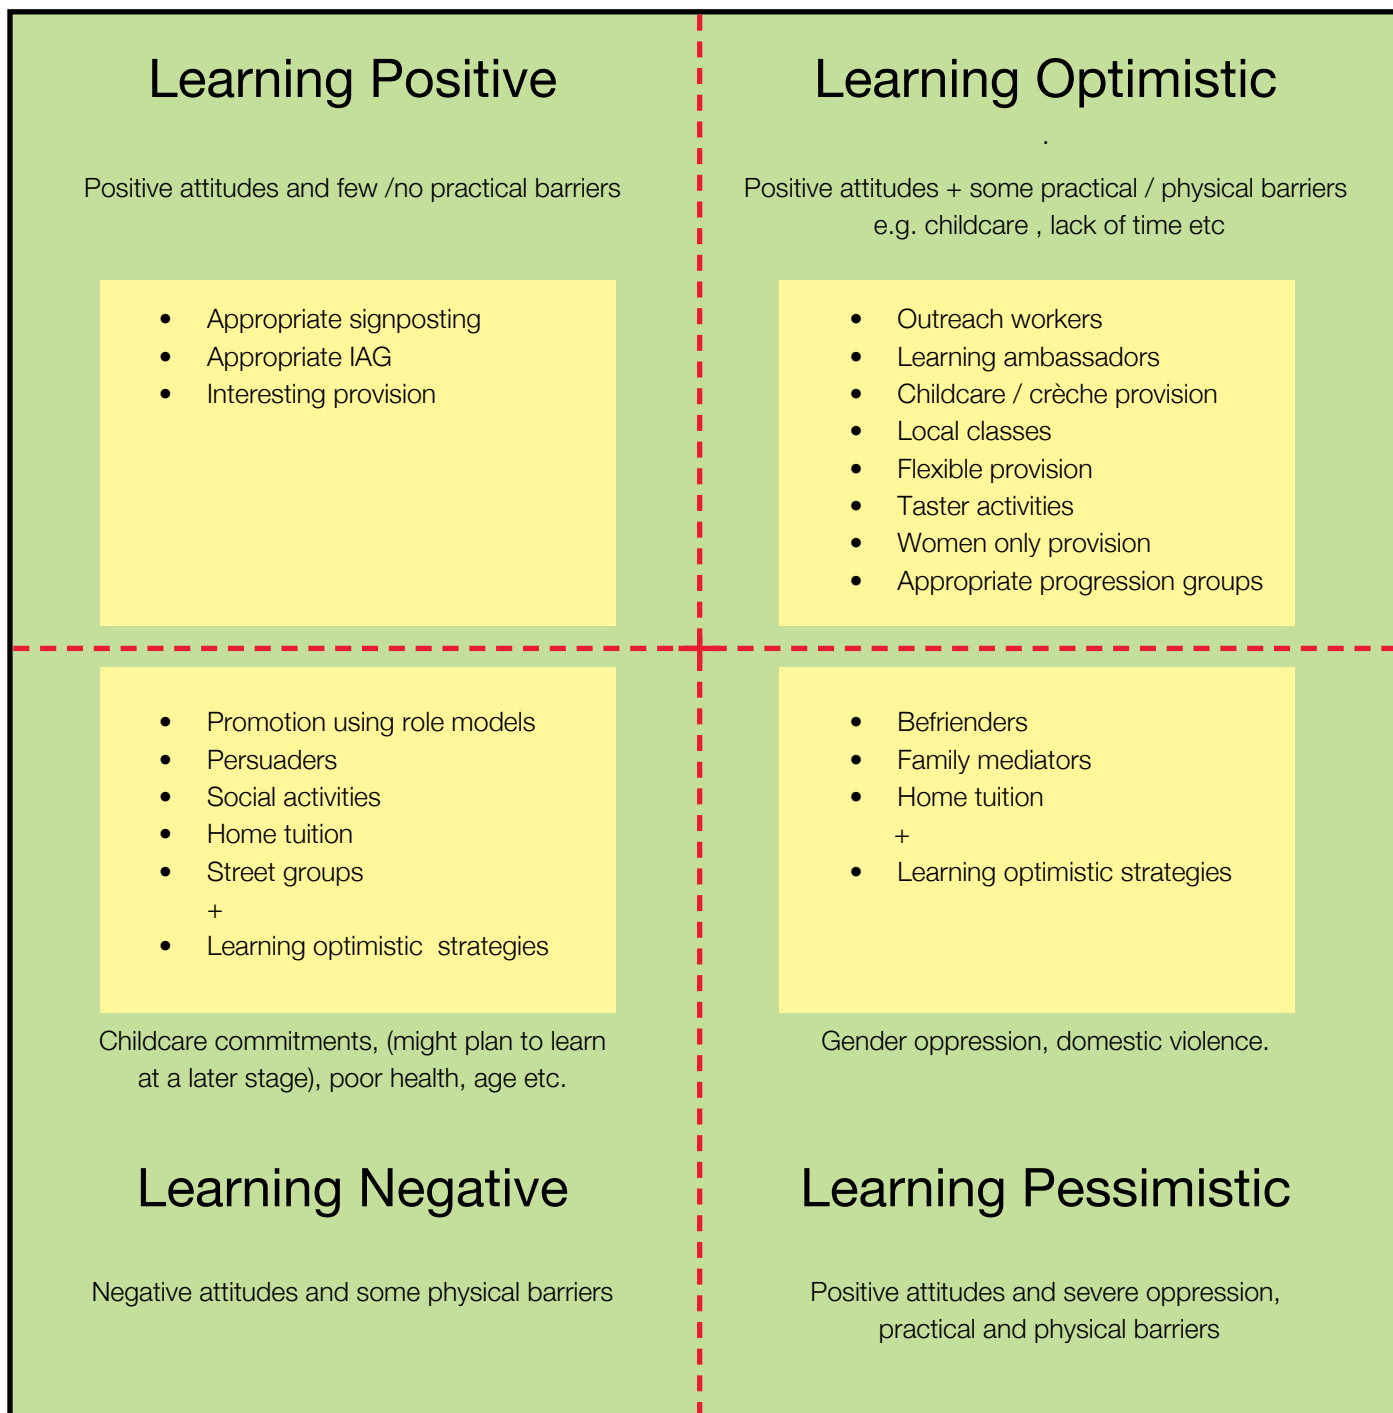 Learning Positive
Positive attitudes and few /no practical barriers
• Appropriate signposting
• Appropriate IAG
• Interesting provision
Learning Optimistic
.
Positive attitudes + some practical / physical barriers
e.g. childcare , lack of time etc
• Outreach workers
• Learning ambassadors
• Childcare / crèche provision
• Local classes
• Flexible provision
• Taster activities
• Women only provision
• Appropriate progression groups
• Promotion using role models
• Persuaders
• Social activities
• Home tuition
• Street groups
+
• Learning optimistic  strategies
Childcare commitments, (might plan to learn
at a later stage), poor health, age etc.
Learning Negative
Negative attitudes and some physical barriers
• Befrienders
• Family mediators
• Home tuition
+
• Learning optimistic strategies
Gender oppression, domestic violence.
Learning Pessimistic
Positive attitudes and severe oppression,
practical and physical barriers